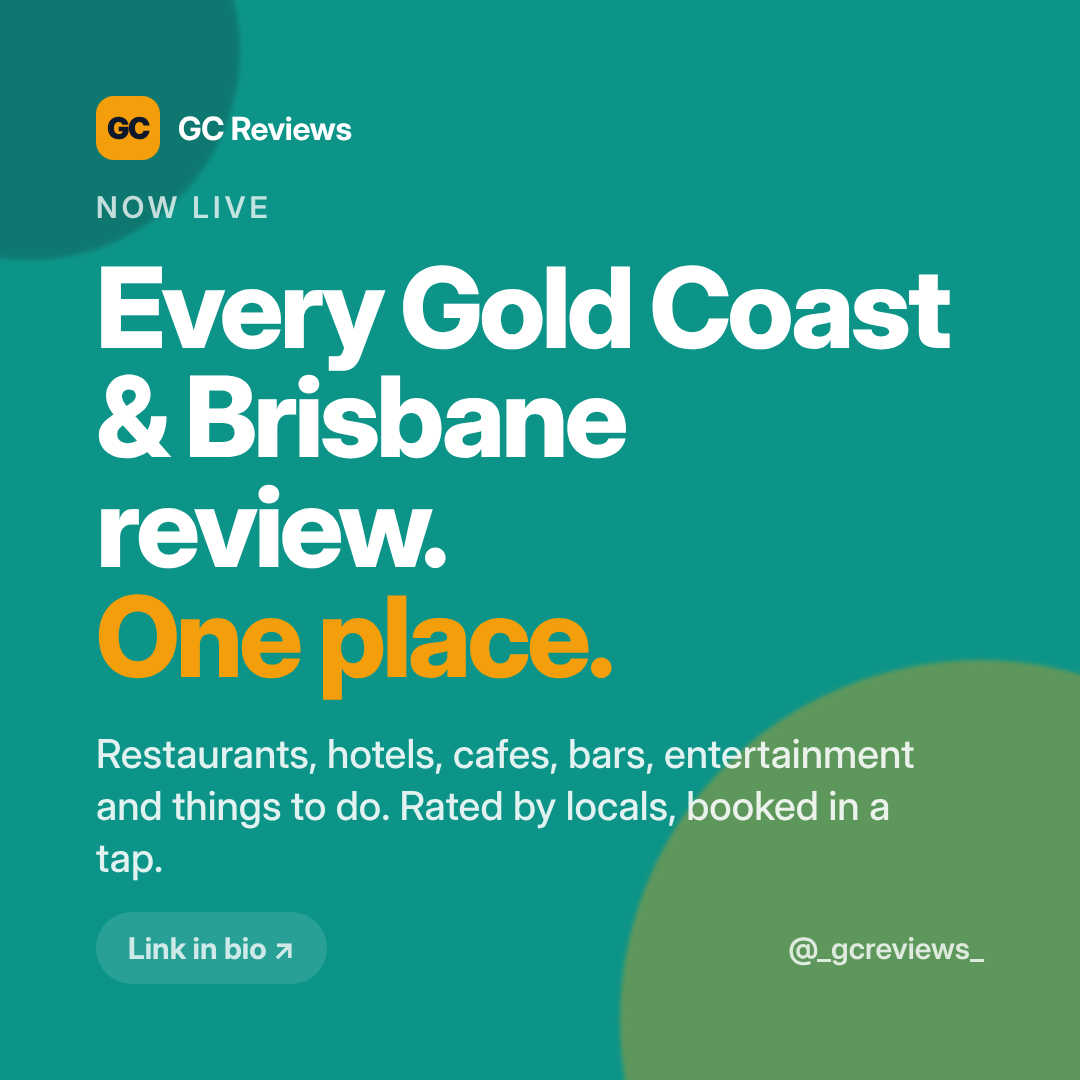 GC
GC Reviews
NOW LIVE
Every Gold Coast
& Brisbane
review.
One place.
Restaurants, hotels, cafes, bars, entertainment
and things to do. Rated by locals, booked in a
tap.
Link in bio ↗
@_gcreviews_